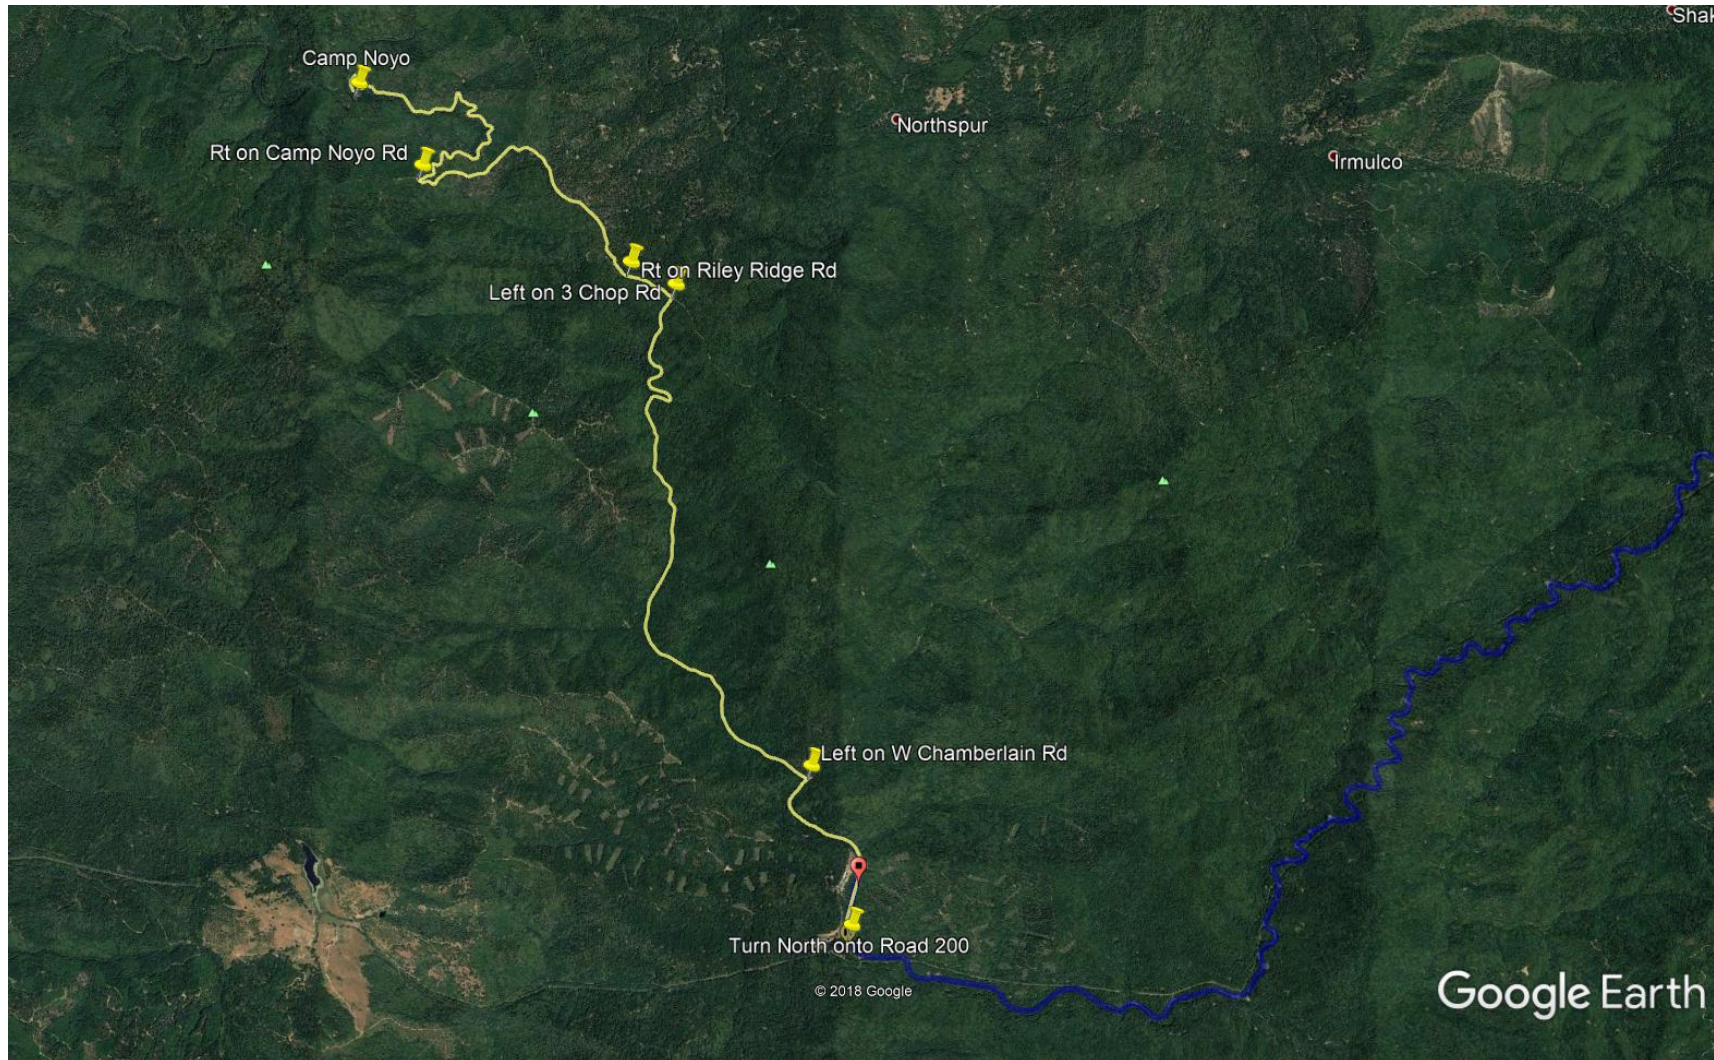 Shak
Camp Noyo
Northspur
Rt on Camp Noyo Rd
Irmulco
Rt on Riley Ridge Rd
Left on 3 Chop Rd
Left on W Chamberlain Rd
Turn North onto Road 200
© 2018 Google
Google Earth